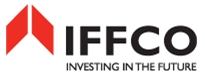 IFFCO
INVESTING IN THE FUTURE